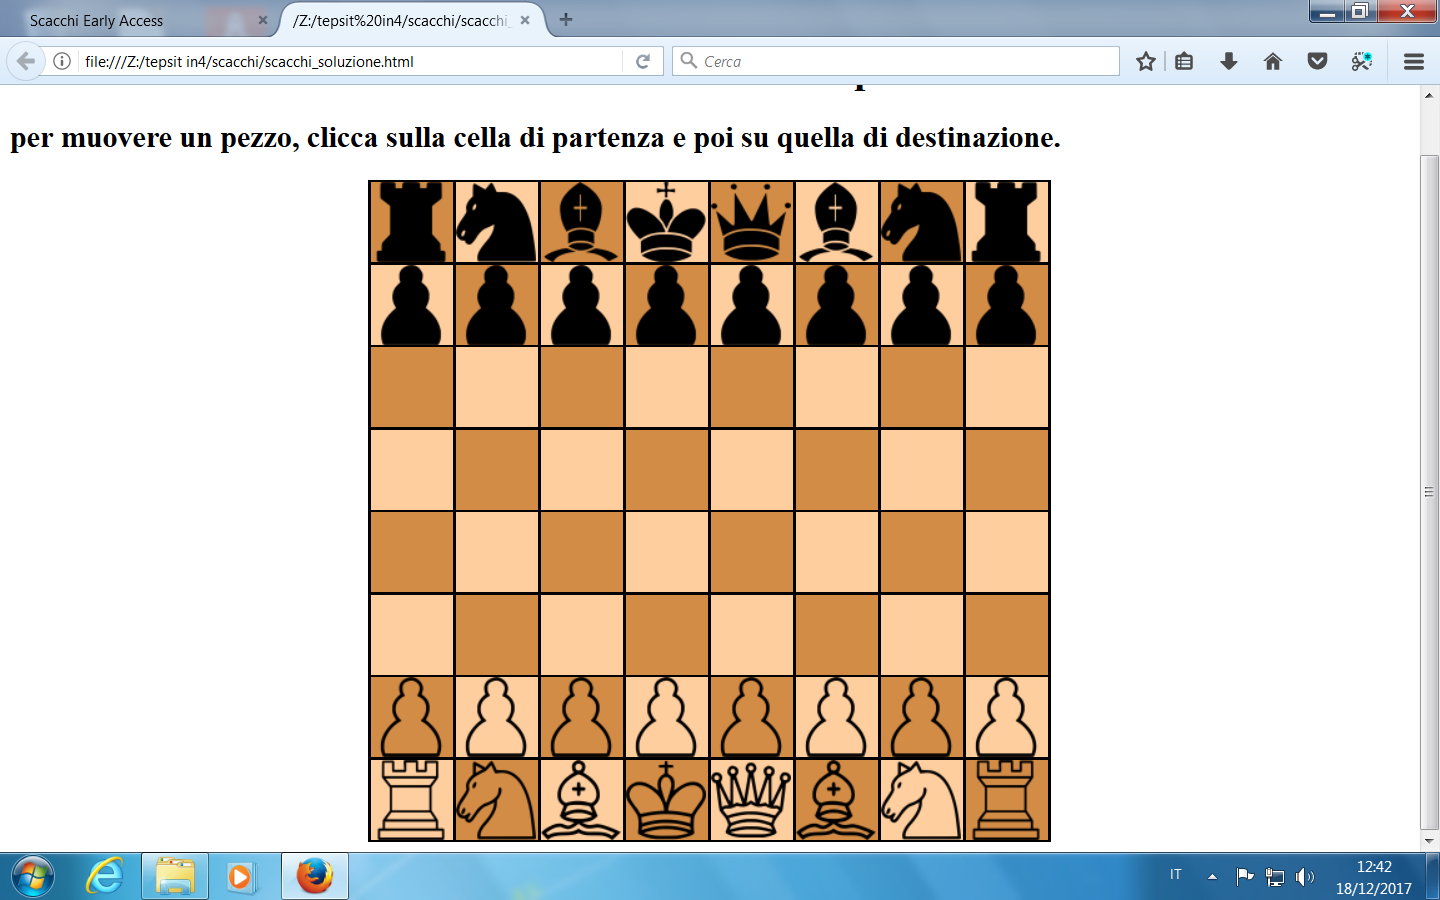 Scacchi Early Access
/Z:/tepsit%20in4/scacchi/scacchi_
file:///Z:/tepsit in4/scacchi/scacchi_soluzione.html
Cerca
per muovere un pezzo, clicca sulla cella di partenza e poi su quella di destinazione.
IT
12:42
18/12/2017